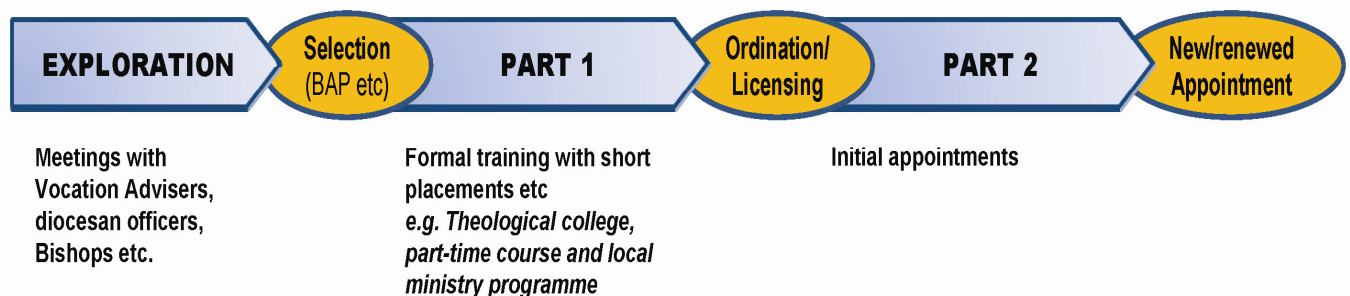 EXPLORATION
Selection
(BAP etc)
PART 1
Ordination/
Licensing
PART 2
New/renewed
Appointment
Meetings with
Vocation Advisers,
diocesan officers,
Bishops etc.
Formal training with short
placements etc
e.g. Theological college,
part-time course and local
ministry programme
Initial appointments